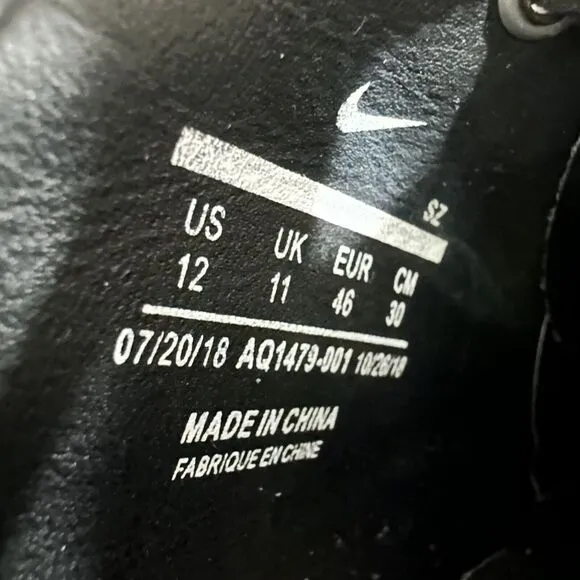 SZ
US UK EUR CM
12 11 46 30
07/20/18 AQ1479-001 10/26/18
MADE IN CHINA
FABRIQUE EN CHINE